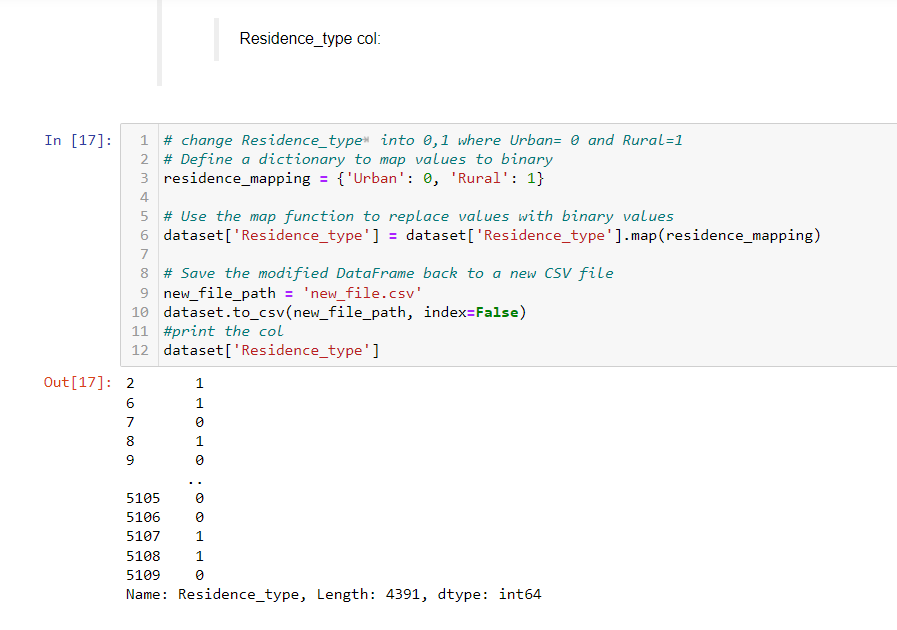 Residence_type col:
In [17]:
1 # change Residence_type* into 0,1 where Urban= 0 and Rural=1
2 # Define a dictionary to map values to binary
3 residence_mapping = {'Urban': 0, 'Rural': 1}
4
5 # Use the map function to replace values with binary values
6 dataset['Residence_type'] = dataset['Residence_type'].map(residence_mapping)
7
8 # Save the modified DataFrame back to a new CSV file
9 new_file_path = 'new_file.csv'
10 dataset.to_csv(new_file_path, index=False)
11 #print the col
12 dataset['Residence_type']
Out[17]: 2 1
6 1
7 0
8 1
9 0
..
5105 0
5106 0
5107 1
5108 1
5109 0
Name: Residence_type, Length: 4391, dtype: int64